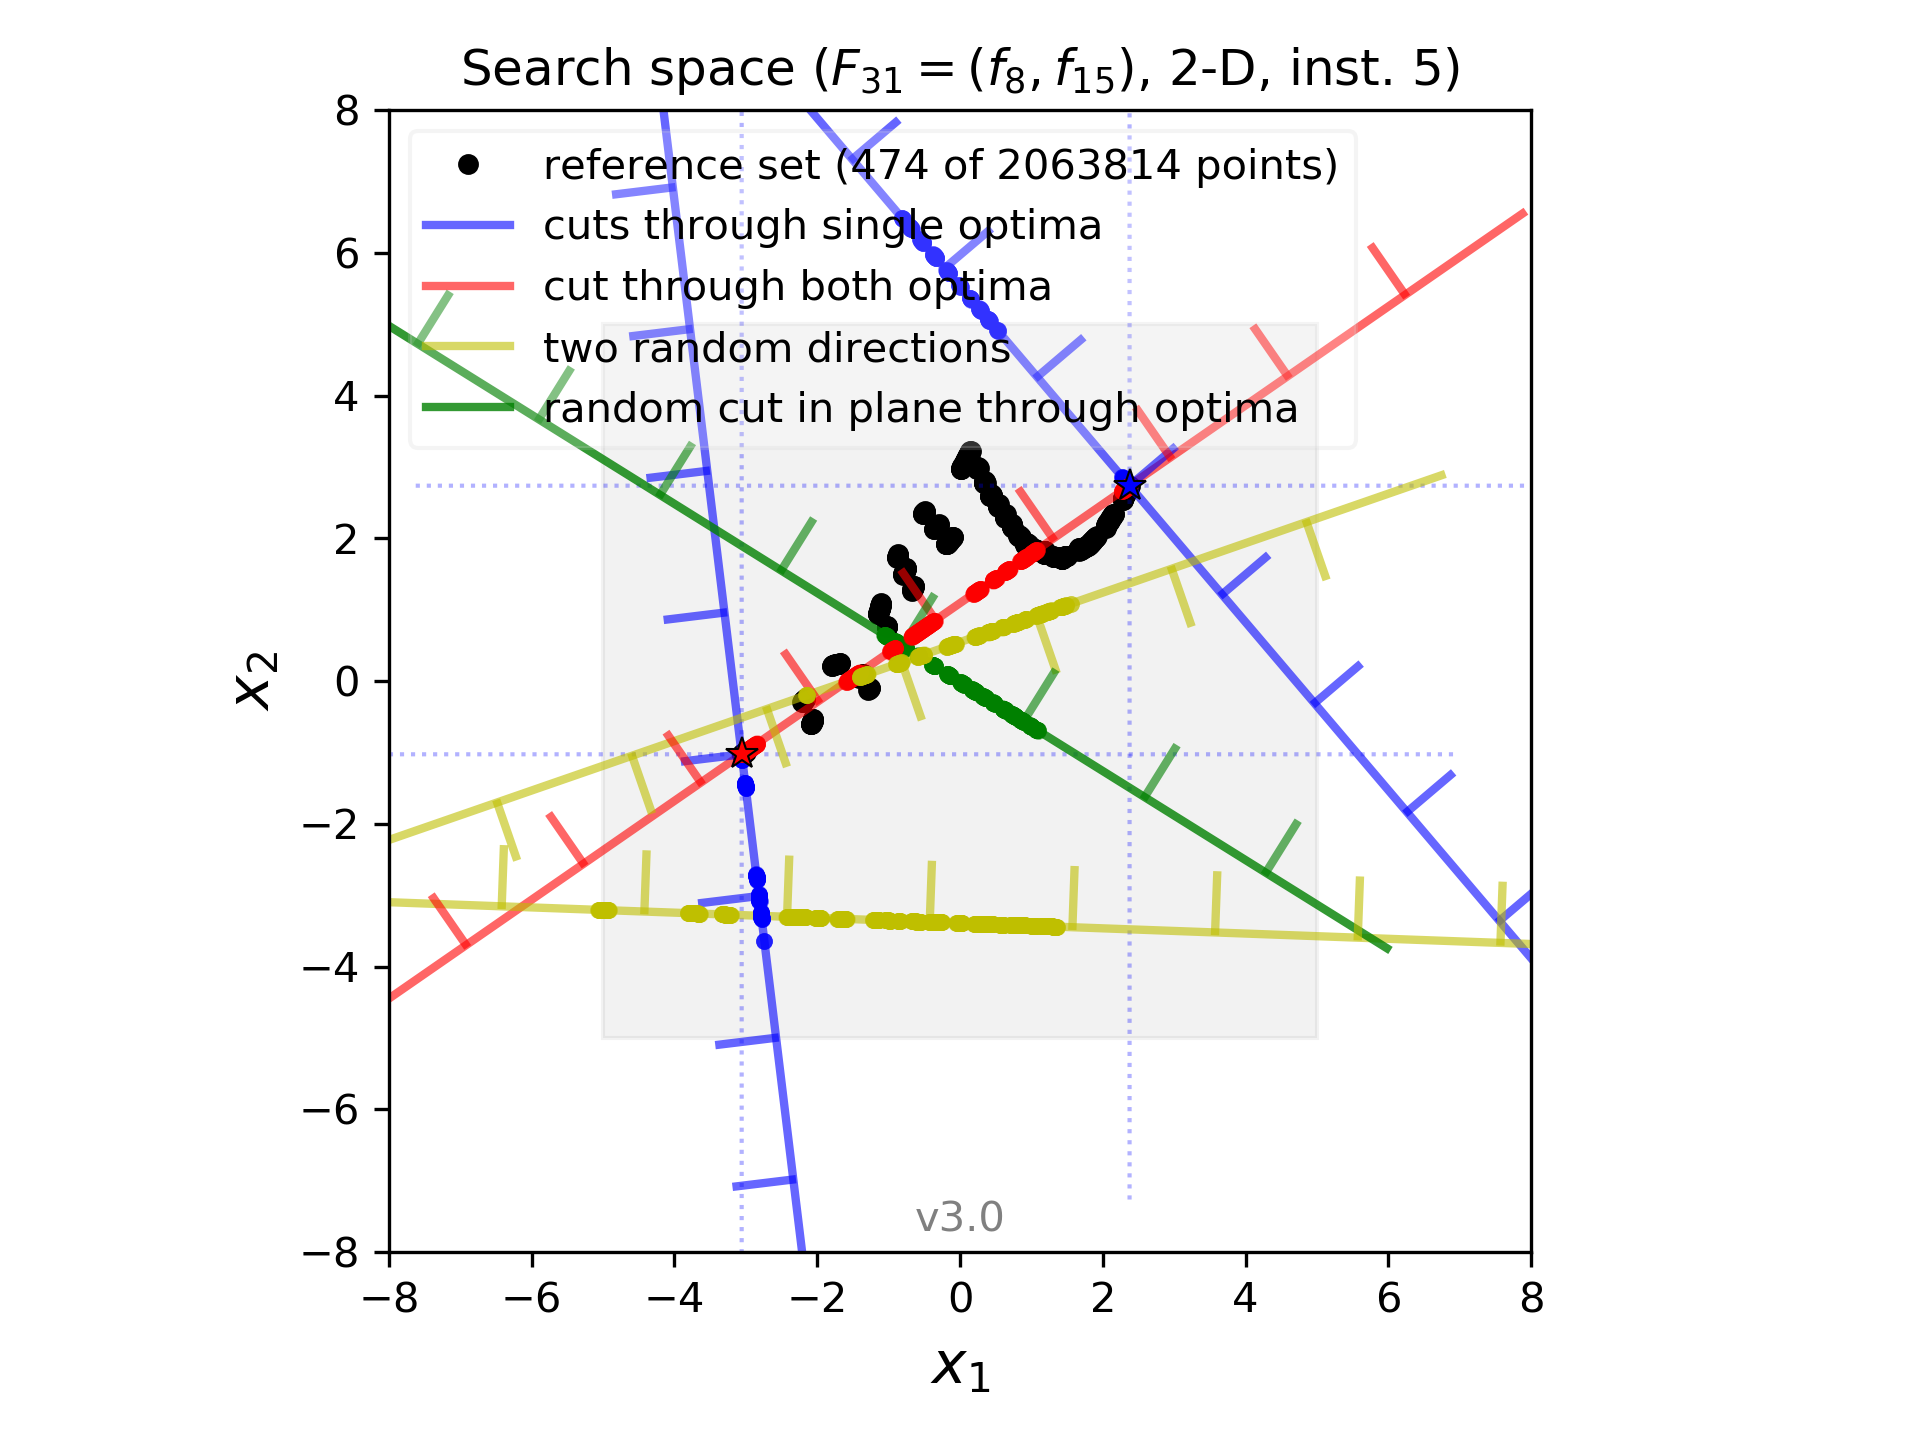 Search space (F31 = (f8, f15), 2-D, inst. 5)
reference set (474 of 2063814 points)
cuts through single optima
cut through both optima
two random directions
random cut in plane through optima
8
6
4
2
0
−2
−4
−6
−8
x2
v3.0
−8 −6 −4 −2 0 2 4 6 8
x1